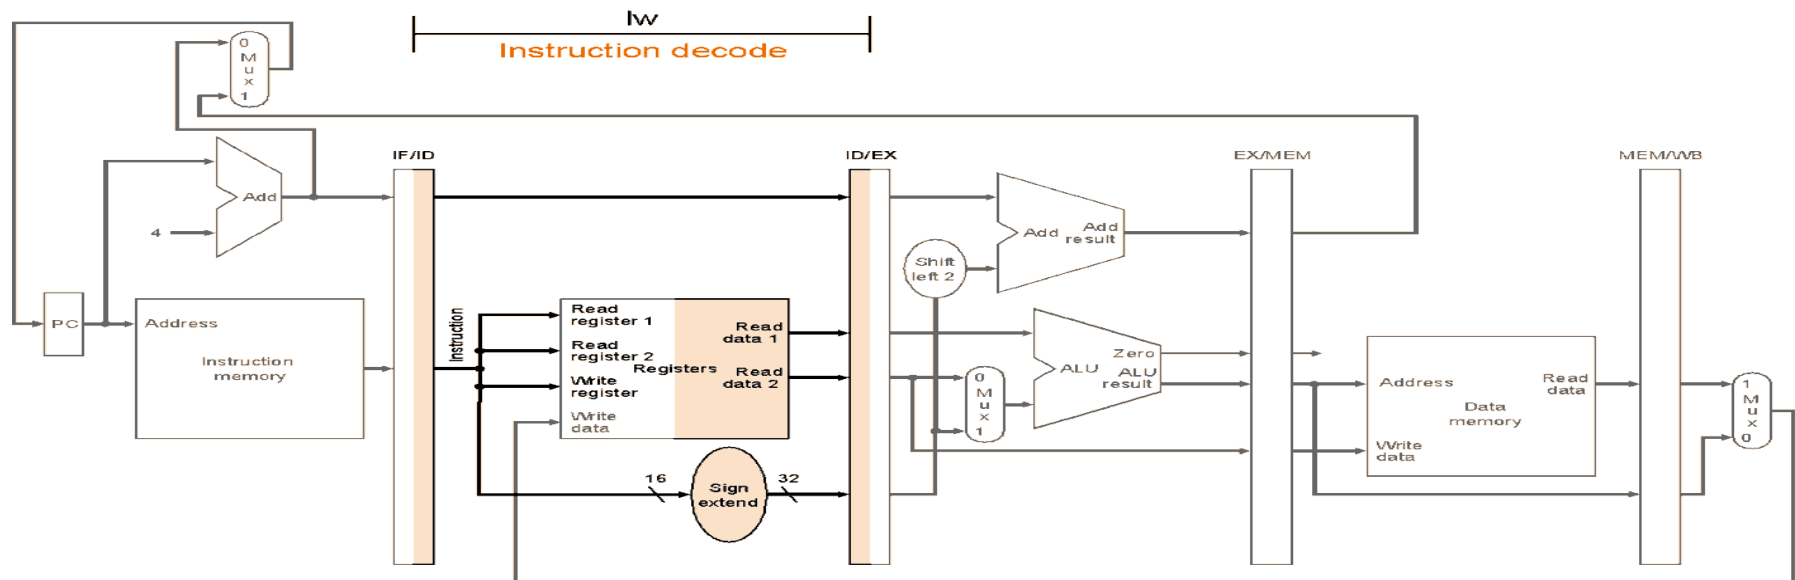 lw
Instruction decode
0
M
u
x
1
IF/ID
ID/EX
EX/MEM
MEM/WB
Add
4
Add
Add
result
Shift
left 2
PC
Address
Instruction
memory
Instruction
Read
register 1
Read
register 2
Write
register
Write
data
Registers
Read
data 1
Read
data 2
16
Sign
extend
32
0
M
u
x
1
Zero
ALU
ALU
result
Address
Read
data
Data
memory
Write
data
1
M
u
x
0